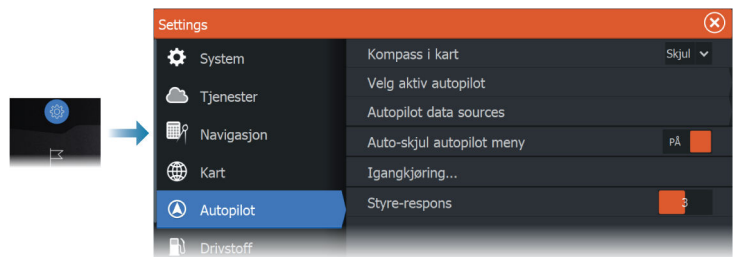 Settings
System
Tjenester
Navigasjon
Kart
Autopilot
Drivstoff
Kompass i kart Skjul
Velg aktiv autopilot
Autopilot data sources
Auto-skjul autopilot meny PÅ
Igangkjøring...
Styre-respons 3